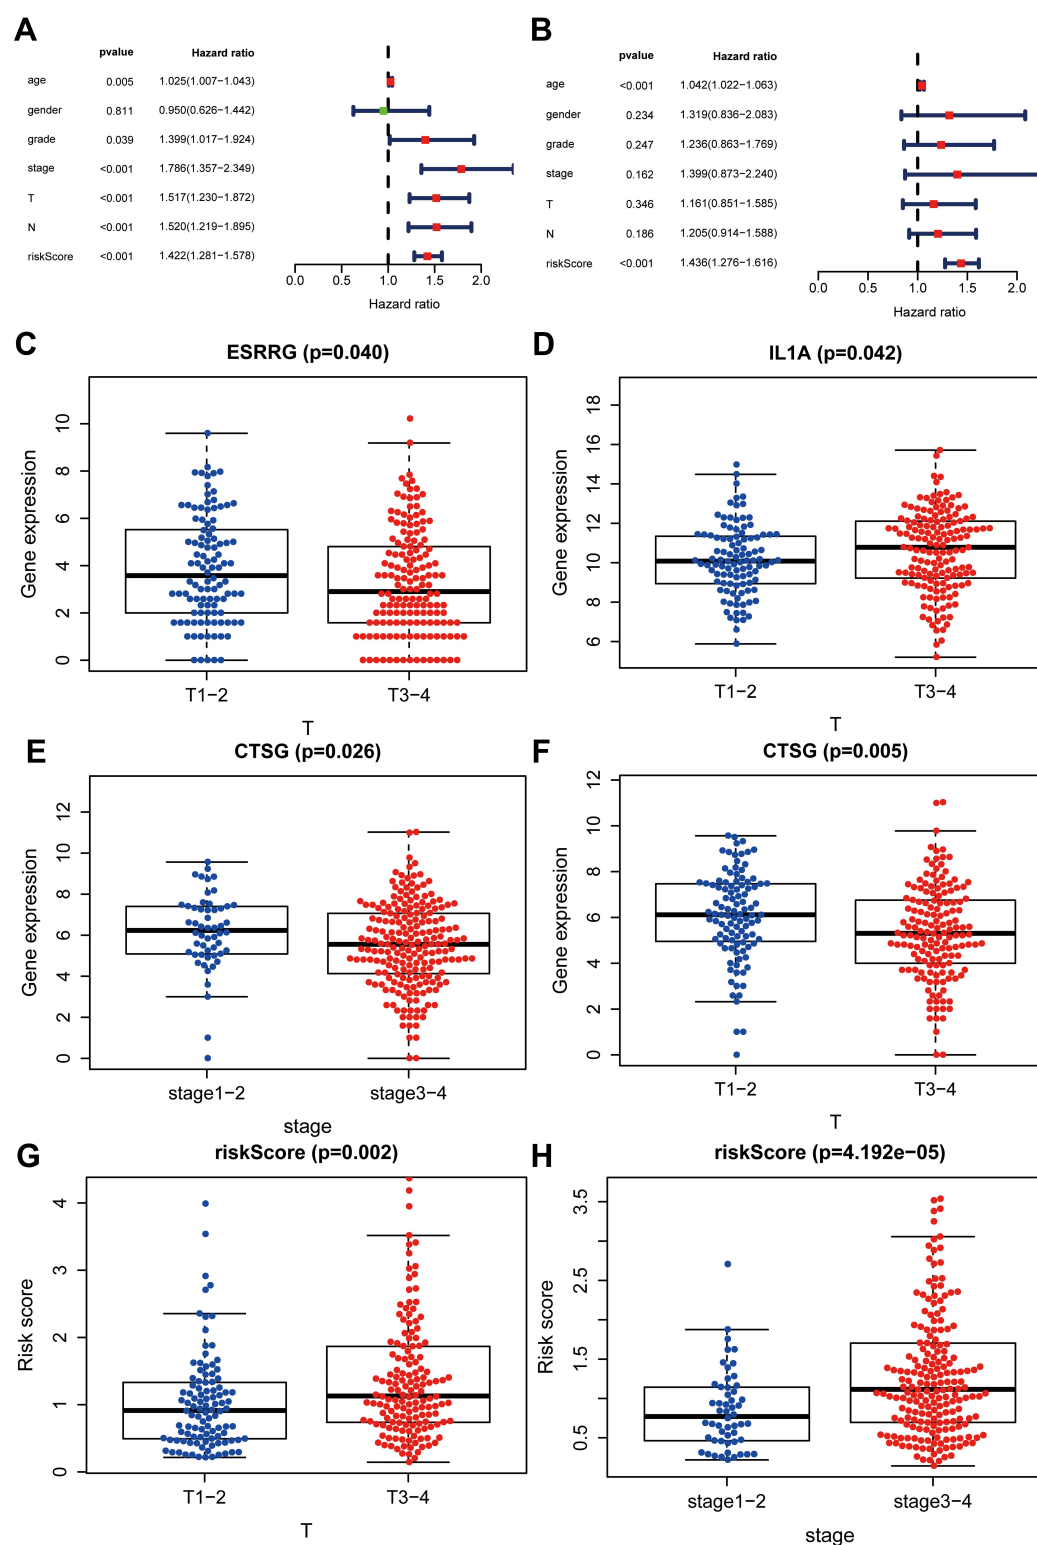 A
pvalue Hazard ratio
age 0.005 1.025(1.007−1.043)
gender 0.811 0.950(0.626−1.442)
grade 0.039 1.399(1.017−1.924)
stage <0.001 1.786(1.357−2.349)
T <0.001 1.517(1.230−1.872)
N <0.001 1.520(1.219−1.895)
riskScore <0.001 1.422(1.281−1.578)
0.0 0.5 1.0 1.5 2.0
Hazard ratio
B
pvalue Hazard ratio
age <0.001 1.042(1.022−1.063)
gender 0.234 1.319(0.836−2.083)
grade 0.247 1.236(0.863−1.769)
stage 0.162 1.399(0.873−2.240)
T 0.346 1.161(0.851−1.585)
N 0.186 1.205(0.914−1.588)
riskScore <0.001 1.436(1.276−1.616)
0.0 0.5 1.0 1.5 2.0
Hazard ratio
C
ESRRG (p=0.040)
Gene expression
0 2 4 6 8 10
T1−2 T3−4
T
D
IL1A (p=0.042)
Gene expression
6 8 10 12 14 16 18
T1−2 T3−4
T
E
CTSG (p=0.026)
Gene expression
0 2 4 6 8 10 12
stage1−2 stage3−4
stage
F
CTSG (p=0.005)
Gene expression
0 2 4 6 8 10 12
T1−2 T3−4
T
G
riskScore (p=0.002)
Risk score
0 1 2 3 4
T1−2 T3−4
T
H
riskScore (p=4.192e−05)
Risk score
0.5 1.5 2.5 3.5
stage1−2 stage3−4
stage